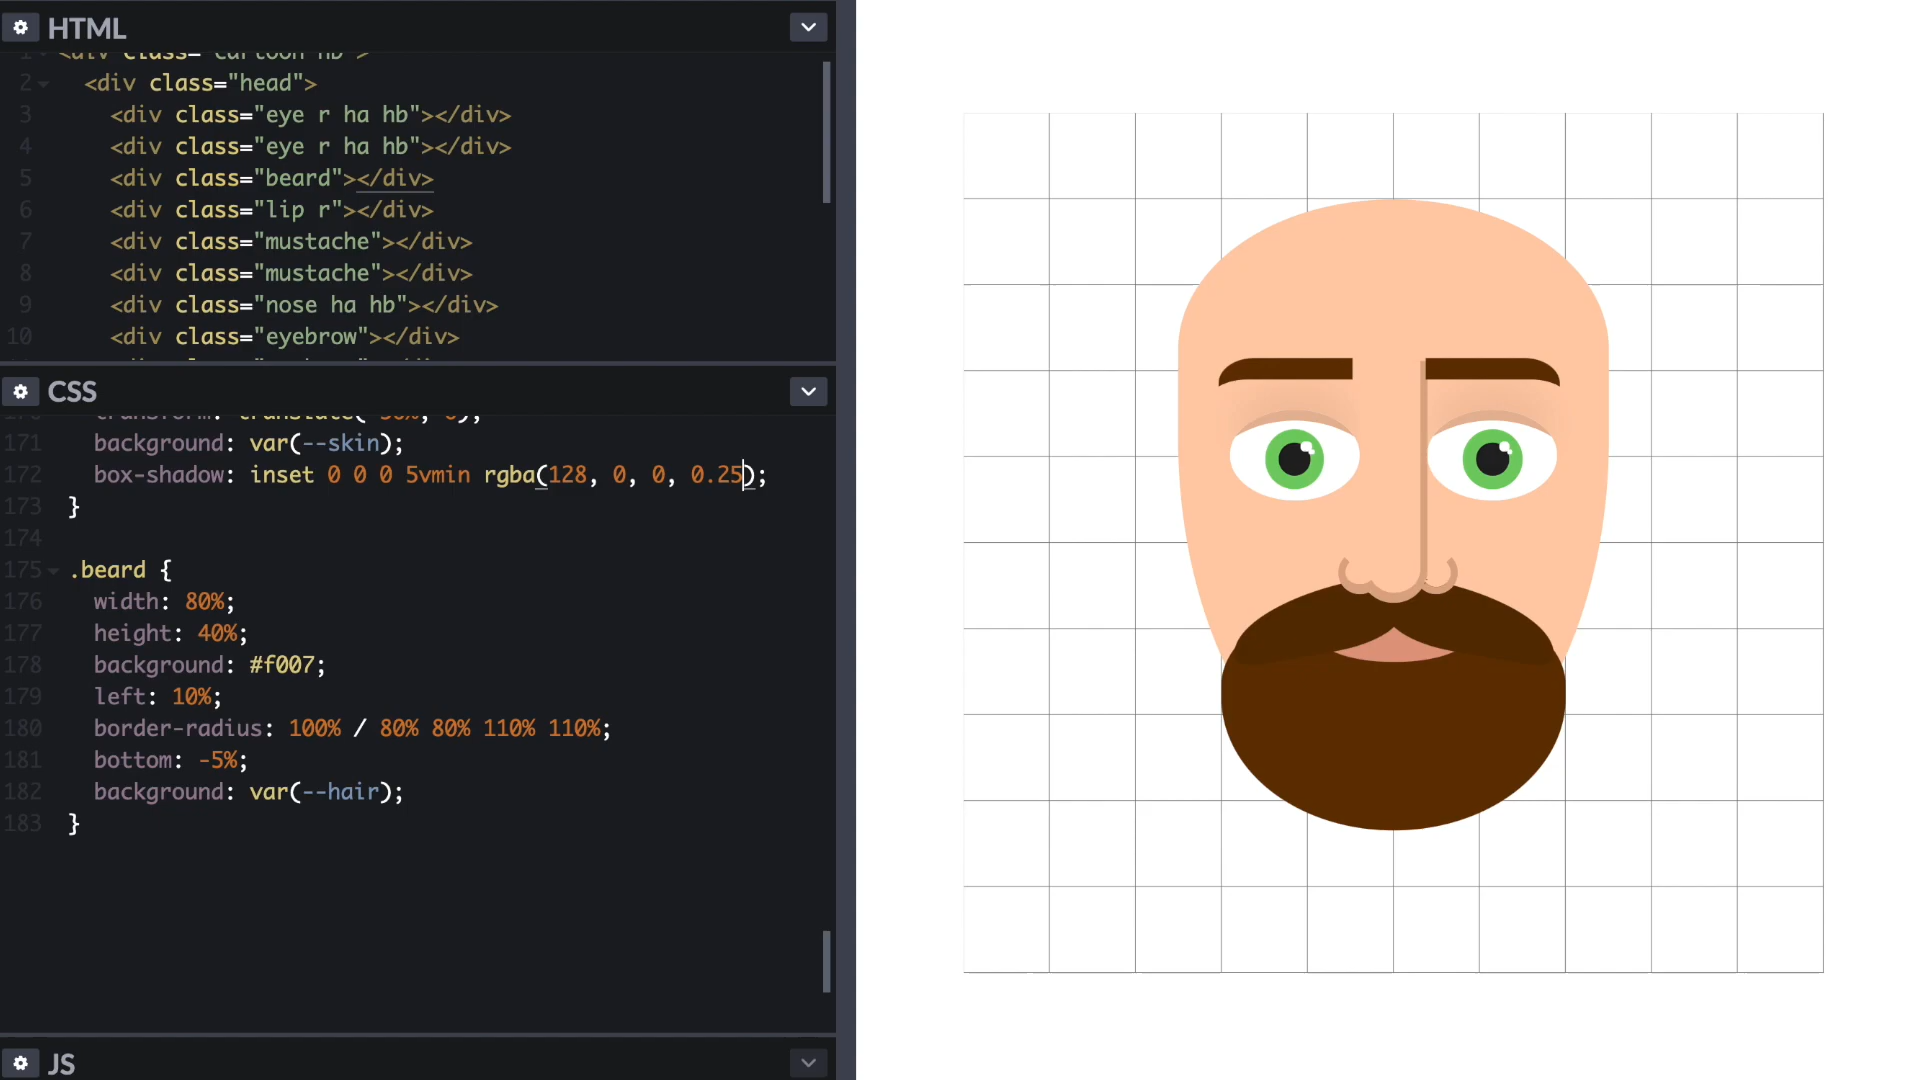 HTML
2 <div class="head">
3 <div class="eye r ha hb"></div>
4 <div class="eye r ha hb"></div>
5 <div class="beard"></div>
6 <div class="lip r"></div>
7 <div class="mustache"></div>
8 <div class="mustache"></div>
9 <div class="nose ha hb"></div>
10 <div class="eyebrow"></div>
CSS
171 background: var(--skin);
172 box-shadow: inset 0 0 0 5vmin rgba(128, 0, 0, 0.25);
173 }
174
175 .beard {
176 width: 80%;
177 height: 40%;
178 background: #f007;
179 left: 10%;
180 border-radius: 100% / 80% 80% 110% 110%;
181 bottom: -5%;
182 background: var(--hair);
183 }
JS